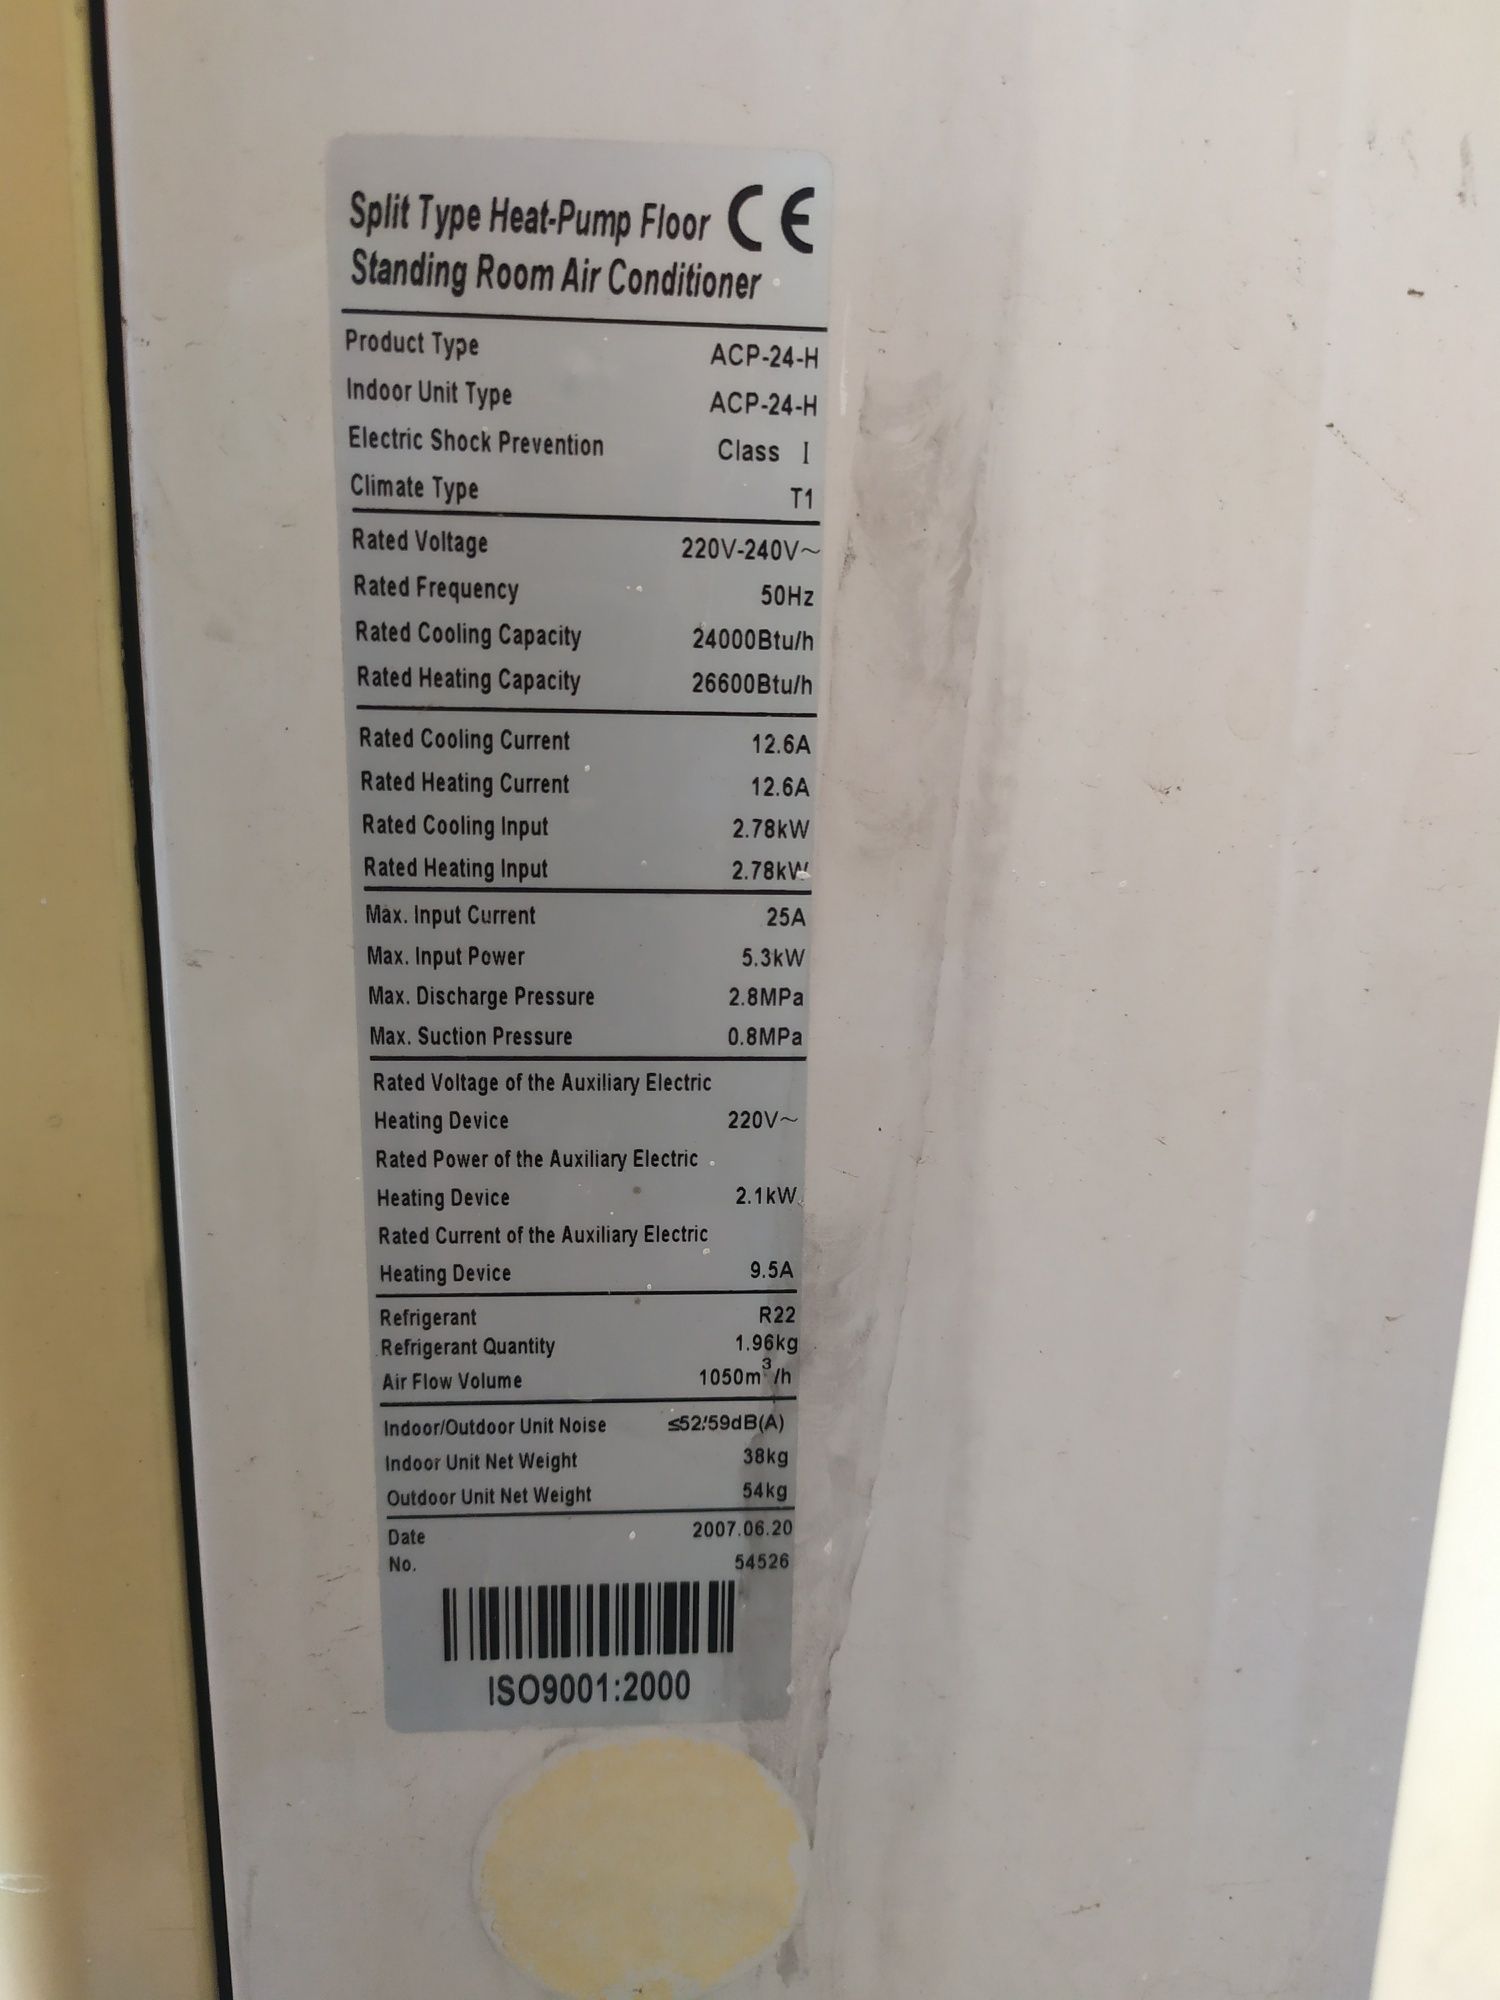 Split Type Heat-Pump Floor CE
Standing Room Air Conditioner
Product Type ACP-24-H
Indoor Unit Type ACP-24-H
Electric Shock Prevention Class I
Climate Type T1
Rated Voltage 220V-240V~
Rated Frequency 50Hz
Rated Cooling Capacity 24000Btu/h
Rated Heating Capacity 26600Btu/h
Rated Cooling Current 12.6A
Rated Heating Current 12.6A
Rated Cooling Input 2.78kW
Rated Heating Input 2.78kW
Max. Input Current 25A
Max. Input Power 5.3kW
Max. Discharge Pressure 2.8MPa
Max. Suction Pressure 0.8MPa
Rated Voltage of the Auxiliary Electric
Heating Device 220V~
Rated Power of the Auxiliary Electric
Heating Device 2.1kW
Rated Current of the Auxiliary Electric
Heating Device 9.5A
Refrigerant R22
Refrigerant Quantity 1.96kg
Air Flow Volume 1050m³/h
Indoor/Outdoor Unit Noise ≤52/59dB(A)
Indoor Unit Net Weight 38kg
Outdoor Unit Net Weight 54kg
Date 2007.06.20
No. 54526
ISO9001:2000